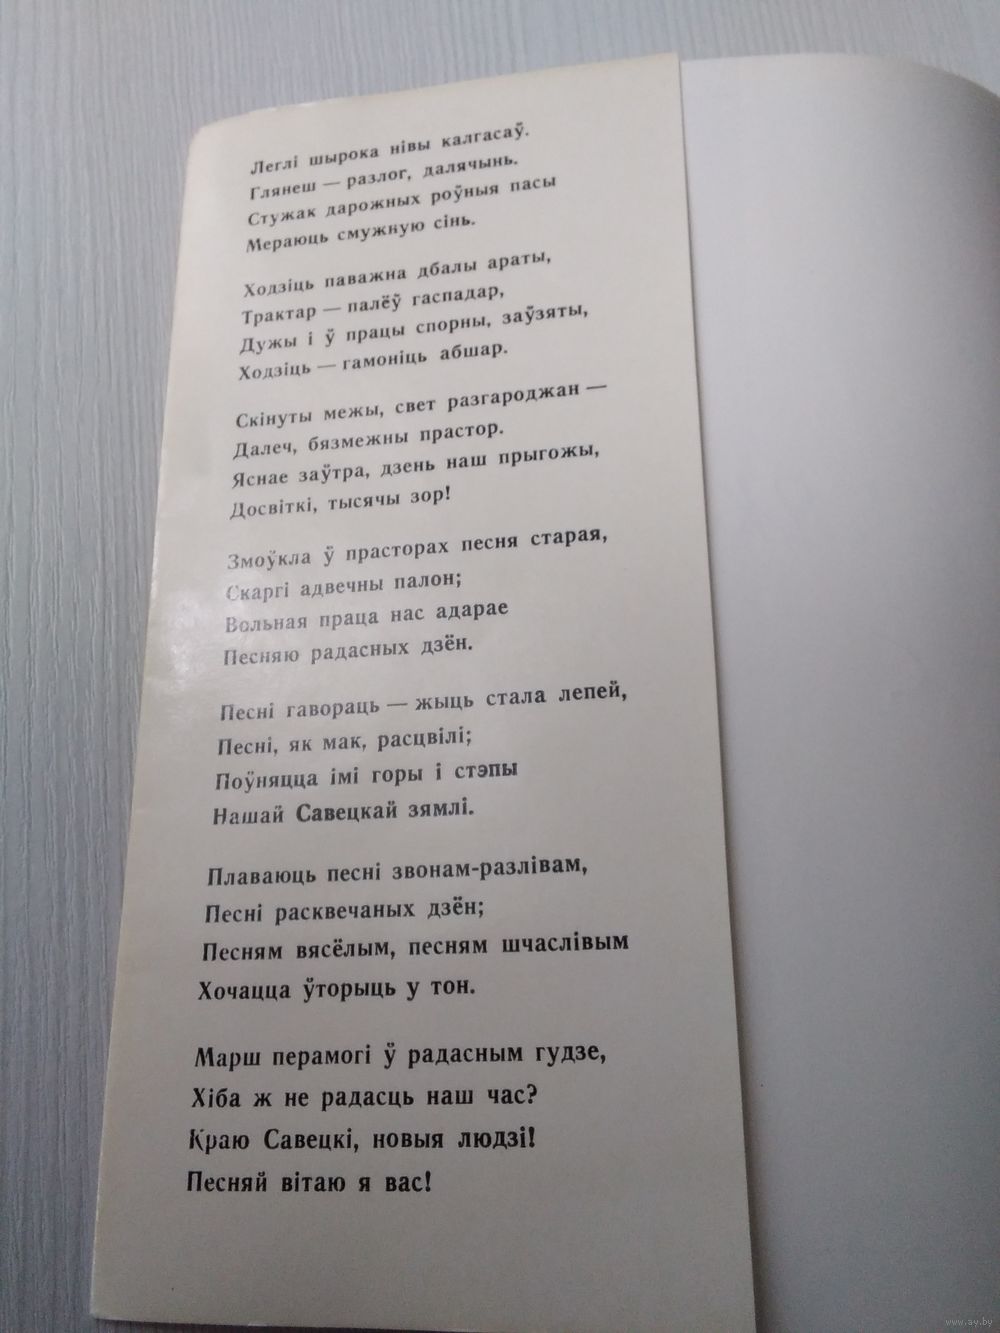 Леглі шырока нівы калгасаў.
Глянеш — разлог, далячынь.
Стужак дарожных роўныя пасы
Мераюць смужную сінь.
Ходзіць паважна дбалы араты,
Трактар — палёў гаспадар,
Дужы і ў працы спорны, заўзяты,
Ходзіць — гамоніць абшар.
Скінуты межы, свет разгароджан —
Далеч, бязмежны прастор.
Яснае заўтра, дзень наш прыгожы,
Досвіткі, тысячы зор!
Змоўкла ў прасторах песня старая,
Скаргі адвечны палон;
Вольная праца нас адарае
Песняю радасных дзён.
Песні гавораць — жыць стала лепей,
Песні, як мак, расцвілі;
Поўняцца імі горы і стэпы
Нашай Савецкай зямлі.
Плаваюць песні звонам-разлівам,
Песні расквечаных дзён;
Песням вясёлым, песням шчаслівым
Хочацца ўторыць у тон.
Марш перамогі ў радасным гудзе,
Хіба ж не радасць наш час?
Краю Савецкі, новыя людзі!
Песняй вітаю я вас!
www.ay.by